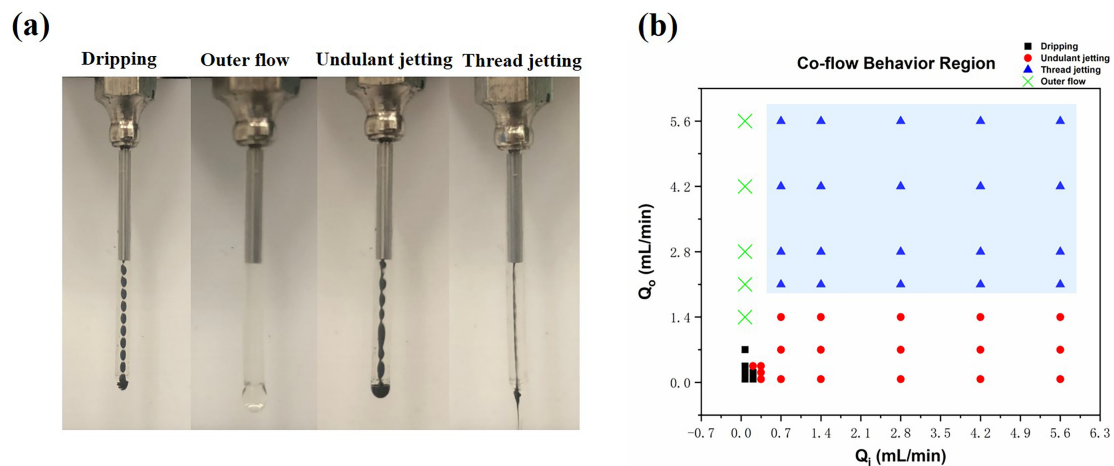 (a)
Dripping Outer flow Undulant jetting Thread jetting
(b)
Dripping
Undulant jetting
Thread jetting
Outer flow
Co-flow Behavior Region
Qo (mL/min)
5.6
4.2
2.8
1.4
0.0
-0.7 0.0 0.7 1.4 2.1 2.8 3.5 4.2 4.9 5.6 6.3
Qi (mL/min)